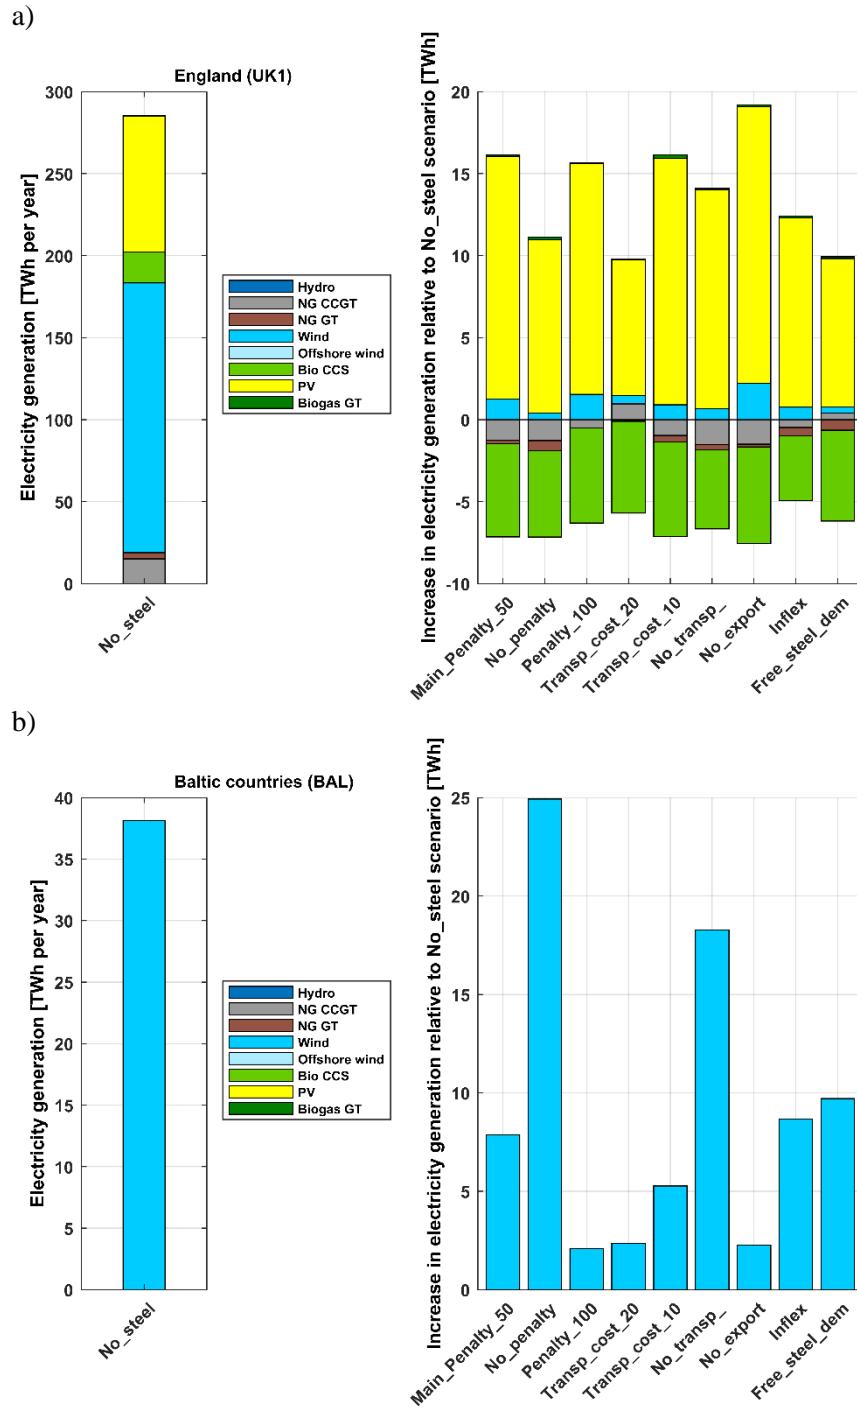 a)
England (UK1)
Electricity generation [TWh per year]
300
250
200
150
100
50
0
No_steel
Hydro
NG CCGT
NG GT
Wind
Offshore wind
Bio CCS
PV
Biogas GT
Increase in electricity generation relative to No_steel scenario [TWh]
20
15
10
5
0
-5
-10
Main_Penalty_50
No_penalty
Penalty_100
Transp_cost_20
Transp_cost_10
No_transp_
No_export
Inflex
Free_steel_dem
b)
Baltic countries (BAL)
Electricity generation [TWh per year]
40
35
30
25
20
15
10
5
0
No_steel
Hydro
NG CCGT
NG GT
Wind
Offshore wind
Bio CCS
PV
Biogas GT
Increase in electricity generation relative to No_steel scenario [TWh]
25
20
15
10
5
0
Main_Penalty_50
No_penalty
Penalty_100
Transp_cost_20
Transp_cost_10
No_transp_
No_export
Inflex
Free_steel_dem